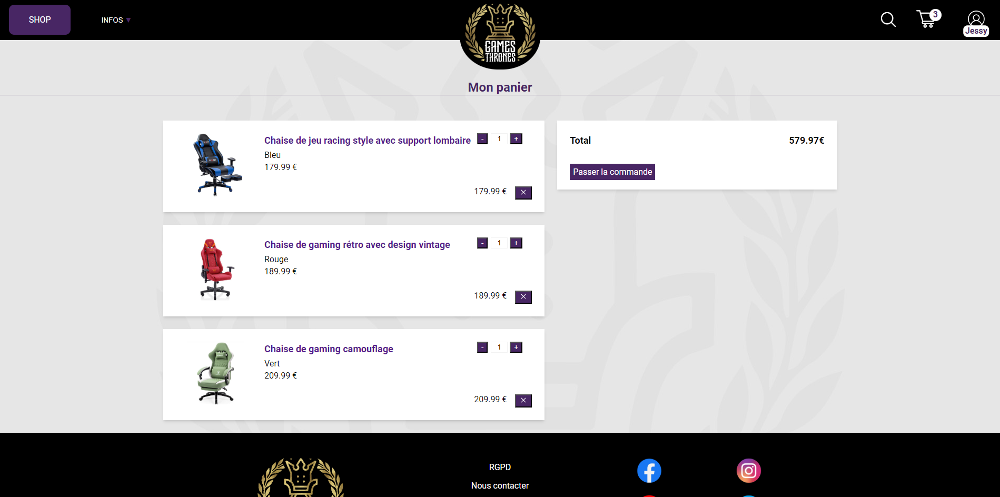 SHOP
INFOS ▼
GAMES
THRONES
3
Jessy
Mon panier
Chaise de jeu racing style avec support lombaire
- 1 +
Bleu
179.99 €
179.99 € ×
Chaise de gaming rétro avec design vintage
- 1 +
Rouge
189.99 €
189.99 € ×
Chaise de gaming camouflage
- 1 +
Vert
209.99 €
209.99 € ×
Total 579.97€
Passer la commande
RGPD
Nous contacter